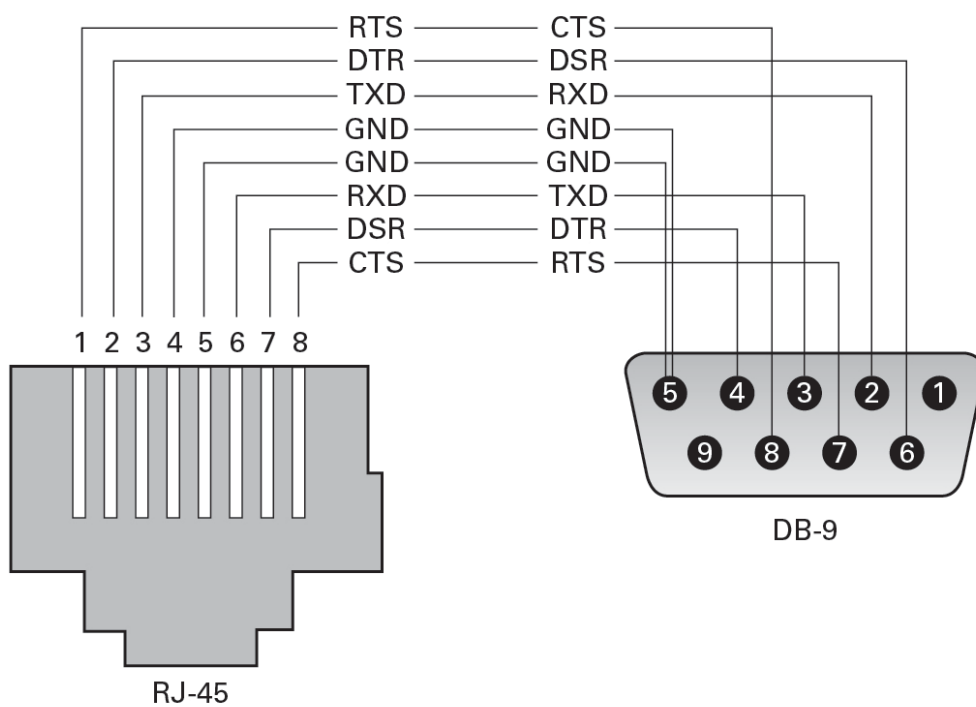 RTS CTS
DTR DSR
TXD RXD
GND GND
GND GND
RXD TXD
DSR DTR
CTS RTS
1 2 3 4 5 6 7 8
5 4 3 2 1
9 8 7 6
DB-9
RJ-45